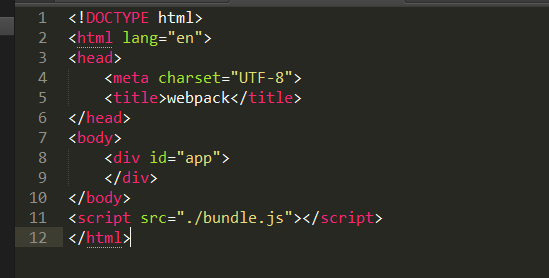 1 <!DOCTYPE html>
2 <html lang="en">
3 <head>
4     <meta charset="UTF-8">
5     <title>webpack</title>
6 </head>
7 <body>
8     <div id="app">
9     </div>
10 </body>
11 <script src="./bundle.js"></script>
12 </html>